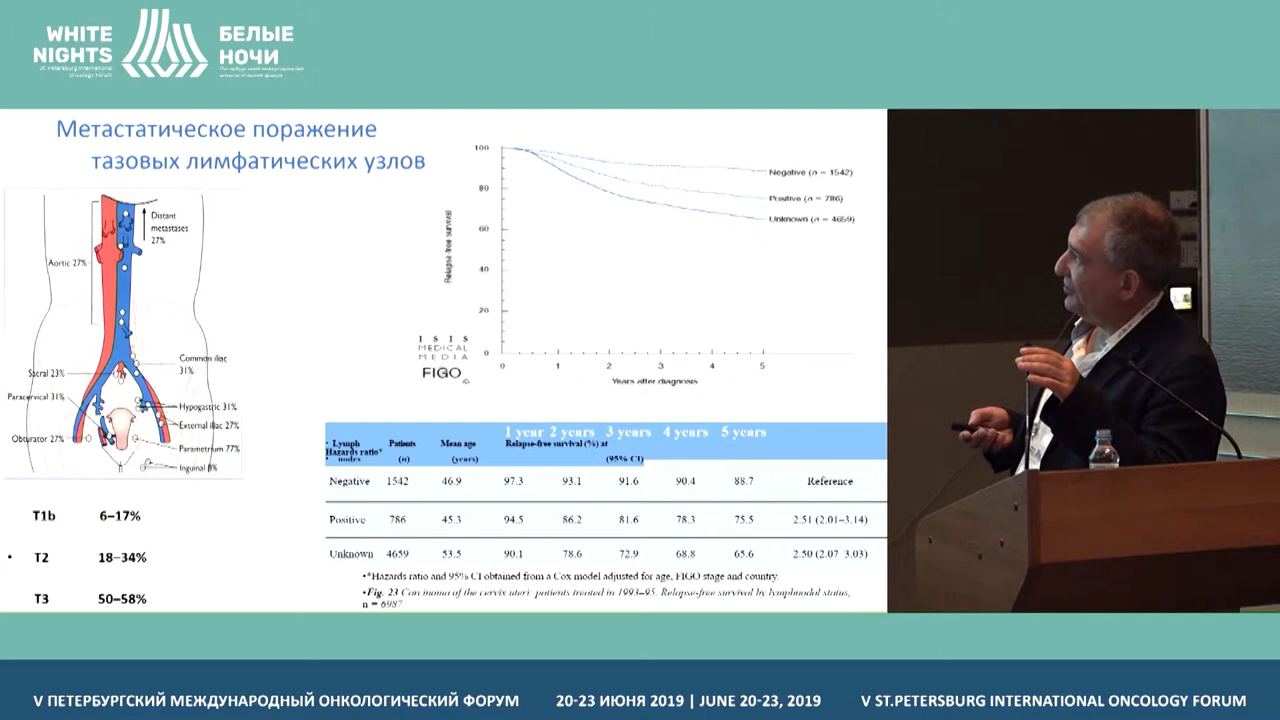 WHITE
NIGHTS
St. Petersburg International
Oncology Forum
БЕЛЫЕ
НОЧИ
Петербургский международный
онкологический форум
Метастатическое поражение
тазовых лимфатических узлов
Distant
metastases
27%
Aortic 27%
Common iliac
31%
Sacral 23%
Paracervical 31%
Hypogastric 31%
External iliac 27%
Obturator 27%
Parametrium 77%
Inguinal 8%
T1b 6–17%
• T2 18–34%
T3 50–58%
100
80
60
40
20
0
Relapse-free survival
Negative (n = 1542)
Positive (n = 786)
Unknown (n = 4659)
0 1 2 3 4 5
Years after diagnosis
ISIS
MEDICAL
MEDIA
FIGO ©
1 year 2 years 3 years 4 years 5 years
• Lymph Patients Mean age Relapse-free survival (%) at
Hazards ratio*
• nodes (n) (years) (95% CI)
Negative 1542 46.9 97.3 93.1 91.6 90.4 88.7 Reference
Positive 786 45.3 94.5 86.2 81.6 78.3 75.5 2.51 (2.01–3.14)
Unknown 4659 53.5 90.1 78.6 72.9 68.8 65.6 2.50 (2.07 3.03)
•*Hazards ratio and 95% CI obtained from a Cox model adjusted for age, FIGO stage and country.
•Fig. 23 Carcinoma of the cervix uteri: patients treated in 1993–95. Relapse-free survival by lymphnodal status,
n = 6987
V ПЕТЕРБУРГСКИЙ МЕЖДУНАРОДНЫЙ ОНКОЛОГИЧЕСКИЙ ФОРУМ 20-23 ИЮНЯ 2019 | JUNE 20-23, 2019 V ST.PETERSBURG INTERNATIONAL ONCOLOGY FORUM